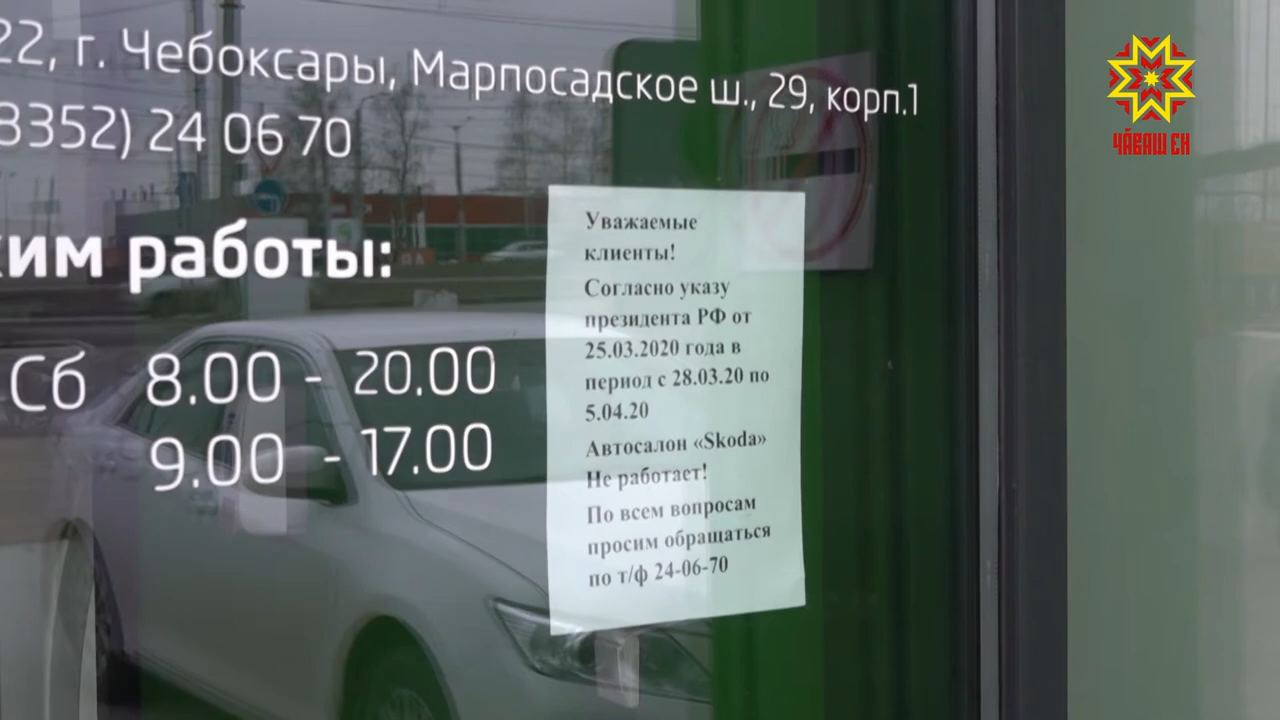 22, г. Чебоксары, Марпосадское ш., 29, корп.1
8352) 24 06 70
ким работы:
Сб 8.00 - 20.00
9.00 - 17.00
Уважаемые
клиенты!
Согласно указу
президента РФ от
25.03.2020 года в
период с 28.03.20 по
5.04.20
Автосалон «Skoda»
Не работает!
По всем вопросам
просим обращаться
по т/ф 24-06-70
ЧӐВАШ ЕН